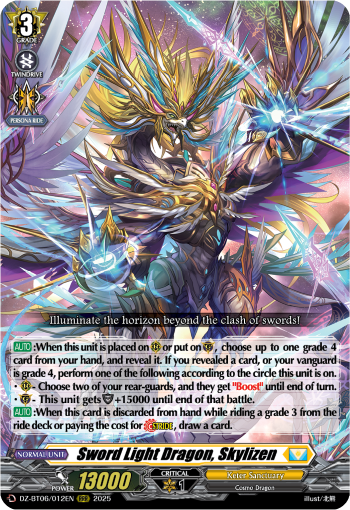 3
GRADE
TWINDRIVE
PERSONA RIDE
Illuminate the horizon beyond the clash of swords!
AUTO :When this unit is placed on R or put on G, choose up to one grade 4
card from your hand, and reveal it. If you revealed a card, or your vanguard
is grade 4, perform one of the following according to the circle this unit is on.
• R - Choose two of your rear-guards, and they get "Boost" until end of turn.
• G - This unit gets +15000 until end of that battle.
AUTO :When this card is discarded from hand while riding a grade 3 from the
ride deck or paying the cost for STRIDE, draw a card.
NORMAL UNIT Sword Light Dragon, Skylizen
POWER 13000 CRITICAL 1 Keter Sanctuary
Cosmo Dragon
DZ-BT06/012EN RRR 2025 illust/北熊